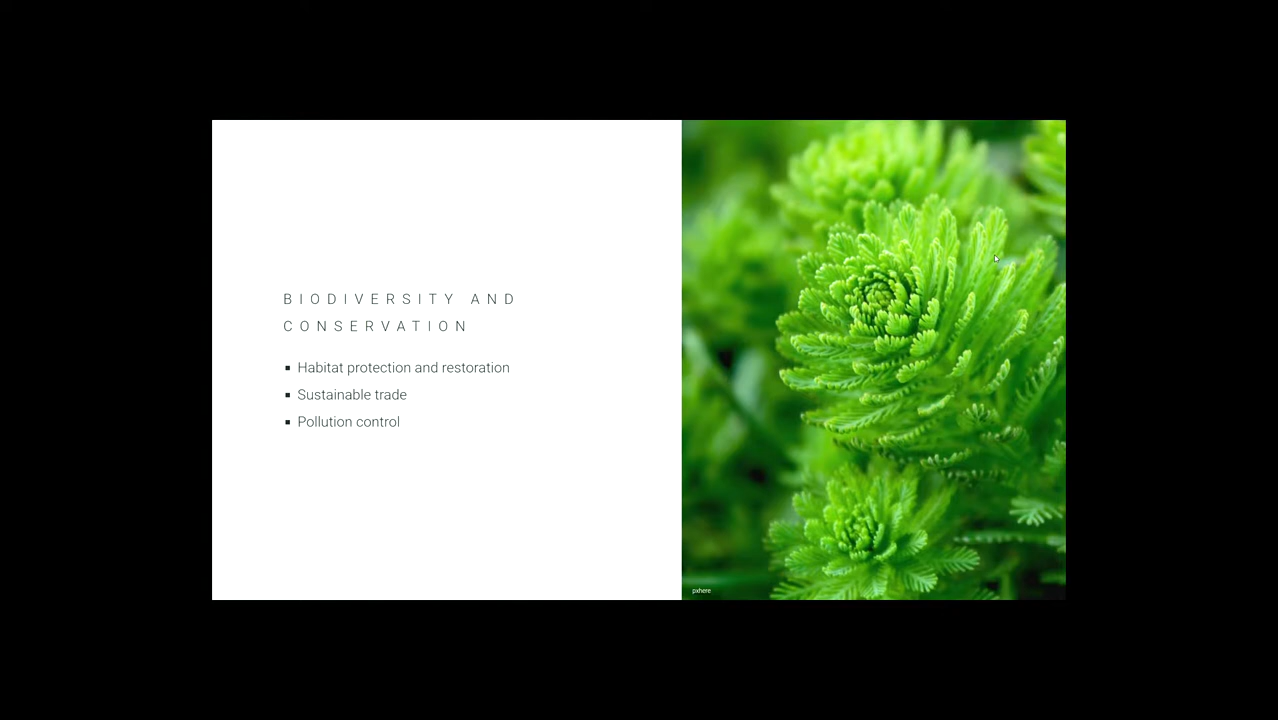 BIODIVERSITY AND
CONSERVATION
▪ Habitat protection and restoration
▪ Sustainable trade
▪ Pollution control
pxhere